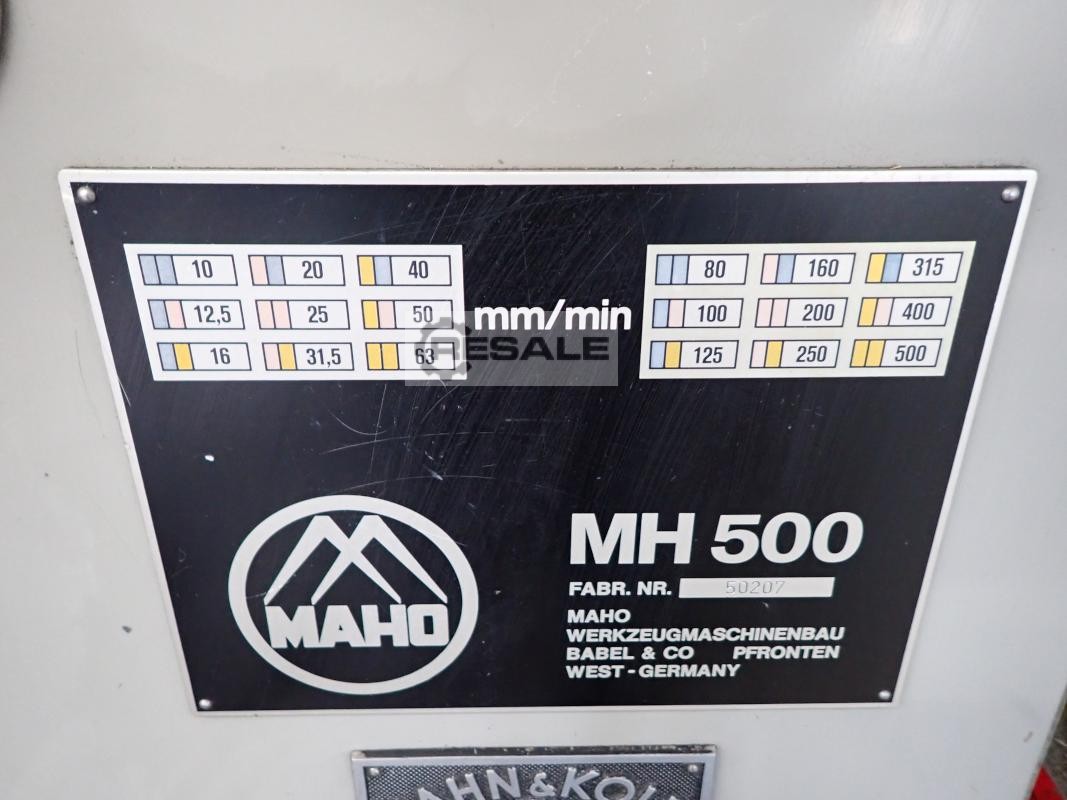 10 20 40
12,5 25 50
16 31,5 63
mm/min
80 160 315
100 200 400
125 250 500
RESALE
MAHO
MH 500
FABR. NR. 50207
MAHO
WERKZEUGMASCHINENBAU
BABEL & CO PFRONTEN
WEST-GERMANY